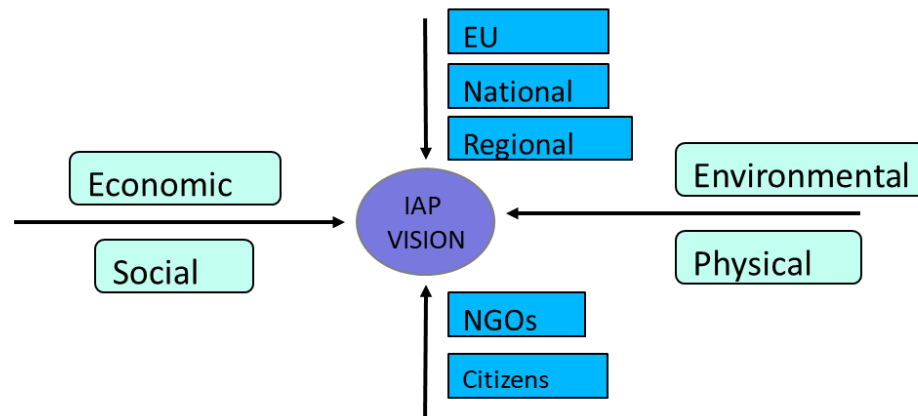 EU
National
Regional
Economic
Environmental
IAP
VISION
Social
Physical
NGOs
Citizens